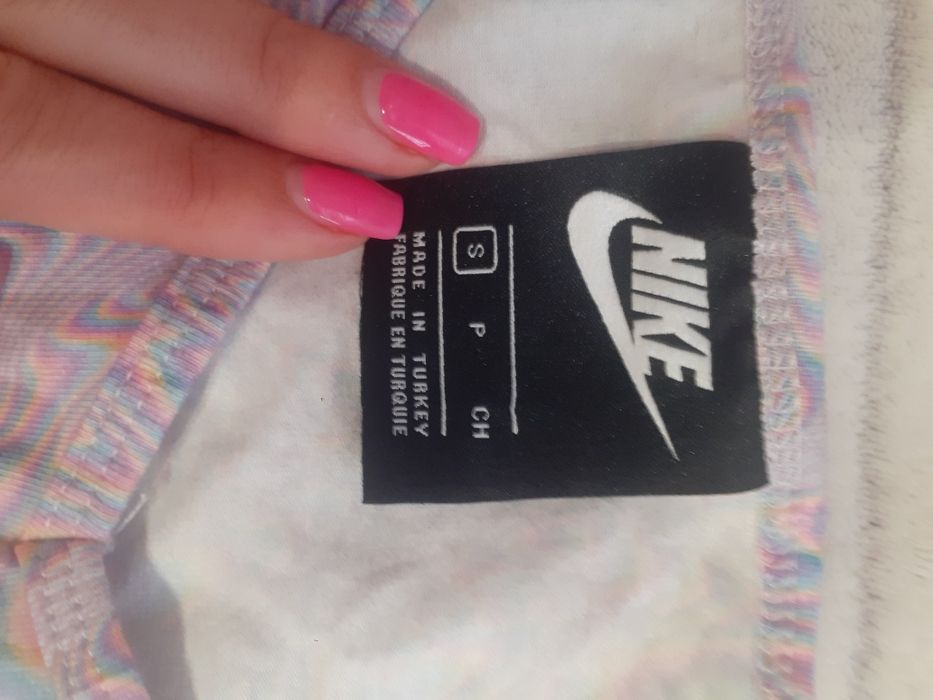 NIKE
S P CH
MADE IN TURKEY
FABRIQUE EN TURQUIE